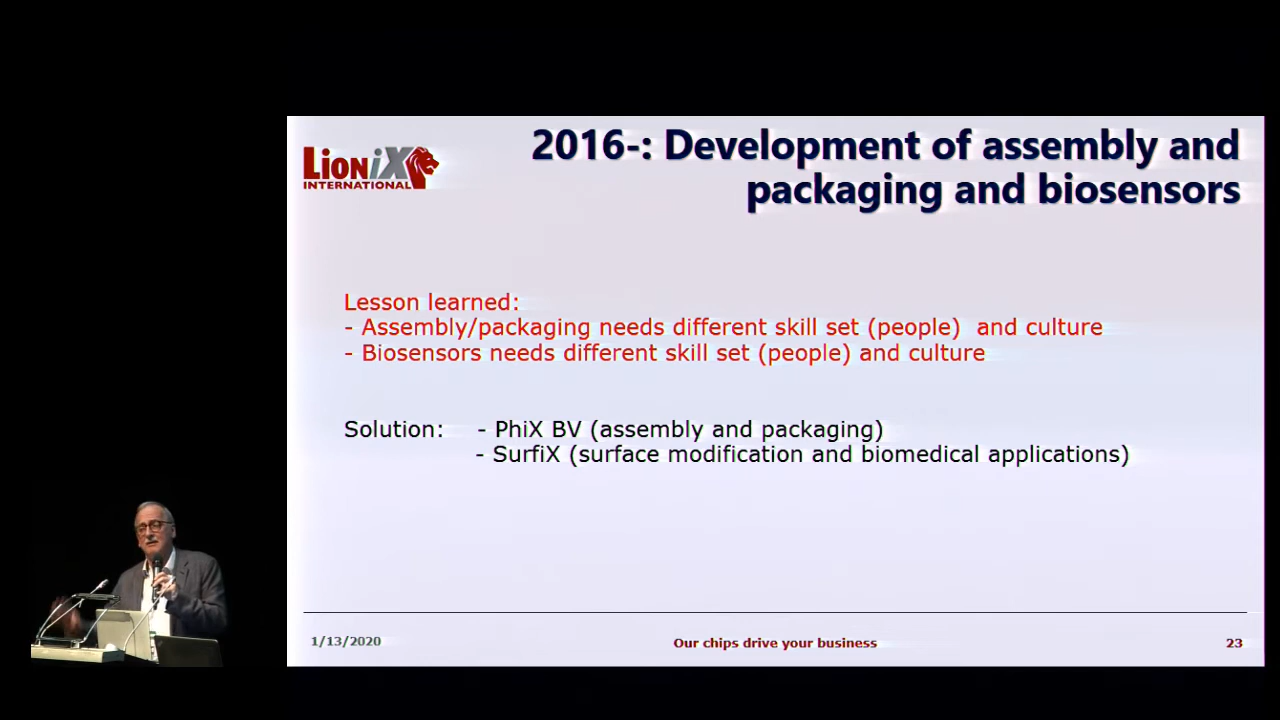 LioniX
INTERNATIONAL
2016-: Development of assembly and
packaging and biosensors
Lesson learned:
- Assembly/packaging needs different skill set (people)  and culture
- Biosensors needs different skill set (people) and culture
Solution: - PhiX BV (assembly and packaging)
- SurfiX (surface modification and biomedical applications)
1/13/2020
Our chips drive your business
23